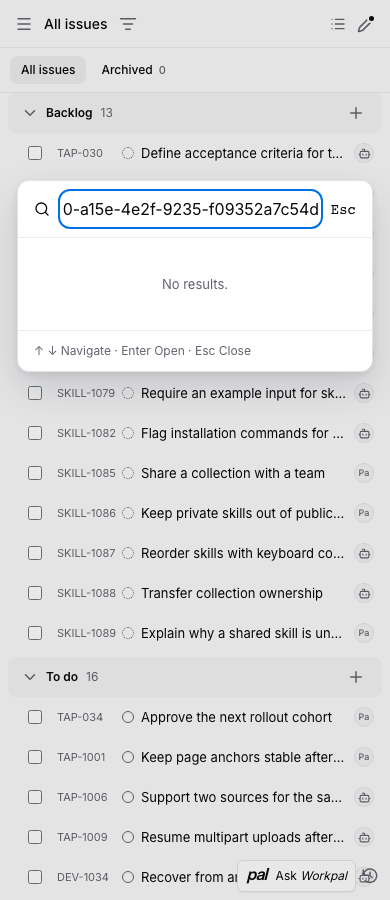 All issues
All issues
Archived 0
Backlog 13
TAP-030 Define acceptance criteria for t...
0-a15e-4e2f-9235-f09352a7c54d Esc
No results.
↑ ↓ Navigate · Enter Open · Esc Close
SKILL-1079 Require an example input for sk...
SKILL-1082 Flag installation commands for ...
SKILL-1085 Share a collection with a team Pa
SKILL-1086 Keep private skills out of public... Pa
SKILL-1087 Reorder skills with keyboard co... Pa
SKILL-1088 Transfer collection ownership
SKILL-1089 Explain why a shared skill is un... Pa
To do 16
TAP-034 Approve the next rollout cohort Pa
TAP-1001 Keep page anchors stable after... Pa
TAP-1006 Support two sources for the sa...
TAP-1009 Resume multipart uploads after...
DEV-1034 Recover from a
pal Ask Workpal